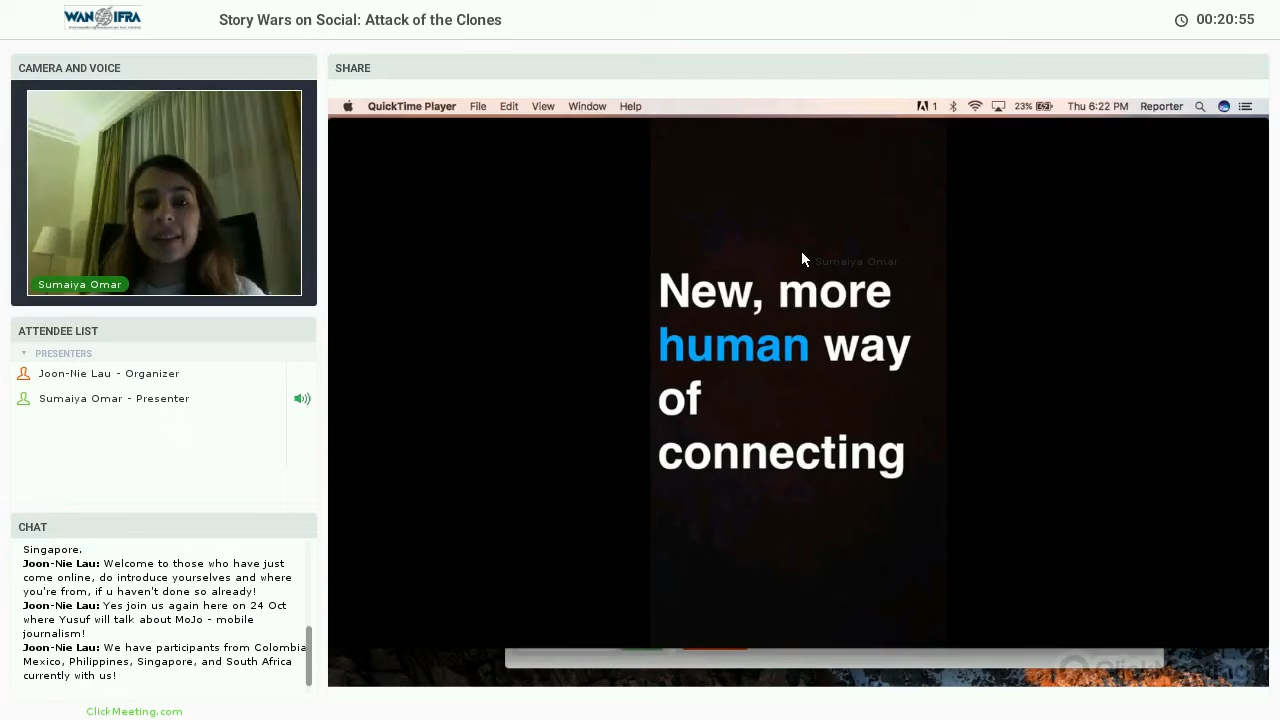 WAN IFRA
Story Wars on Social: Attack of the Clones
00:20:55
CAMERA AND VOICE
Sumaiya Omar
ATTENDEE LIST
PRESENTERS
Joon-Nie Lau - Organizer
Sumaiya Omar - Presenter
CHAT
Singapore.
Joon-Nie Lau: Welcome to those who have just
come online, do introduce yourselves and where
you're from, if u haven't done so already!
Joon-Nie Lau: Yes join us again here on 24 Oct
where Yusuf will talk about MoJo - mobile
journalism!
Joon-Nie Lau: We have participants from Colombia
Mexico, Philippines, Singapore, and South Africa
currently with us!
ClickMeeting.com
SHARE
QuickTime Player File Edit View Window Help 1 23% Thu 6:22 PM Reporter
Sumaiya Omar
New, more
human way
of
connecting
ClickMeeting